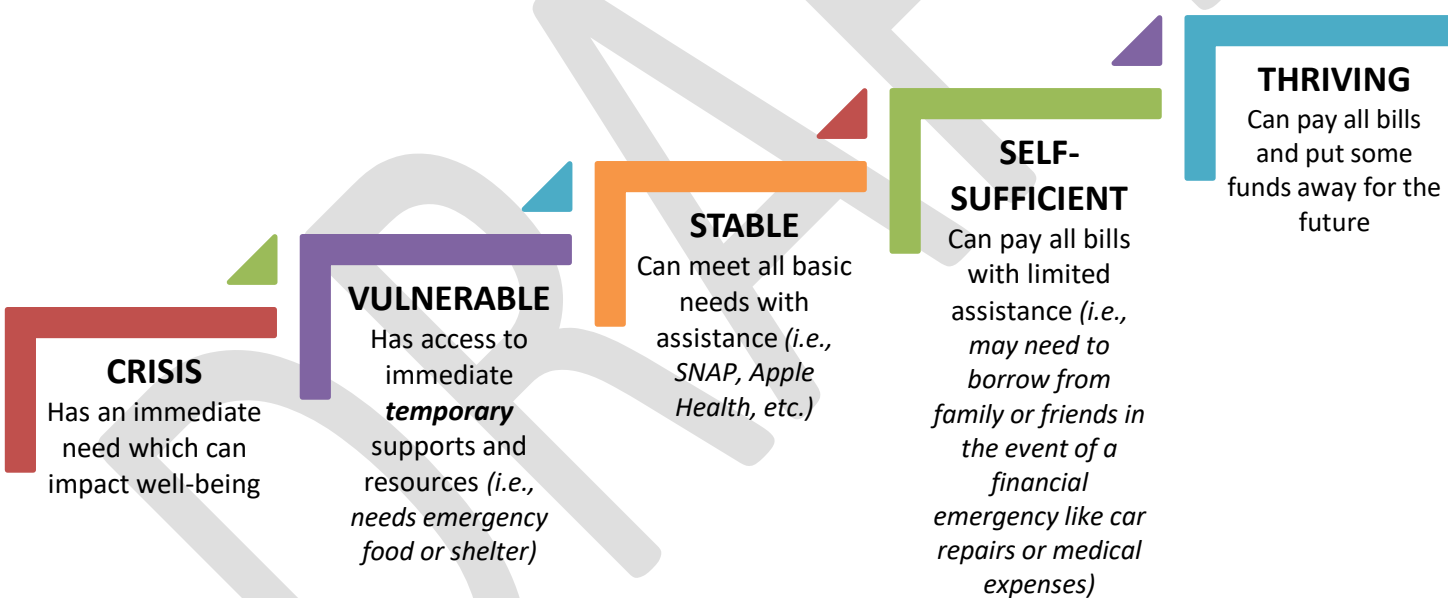 CRISIS
Has an immediate
need which can
impact well-being
VULNERABLE
Has access to
immediate
temporary
supports and
resources (i.e.,
needs emergency
food or shelter)
STABLE
Can meet all basic
needs with
assistance (i.e.,
SNAP, Apple
Health, etc.)
SELF-
SUFFICIENT
Can pay all bills
with limited
assistance (i.e.,
may need to
borrow from
family or friends in
the event of a
financial
emergency like car
repairs or medical
expenses)
THRIVING
Can pay all bills
and put some
funds away for the
future